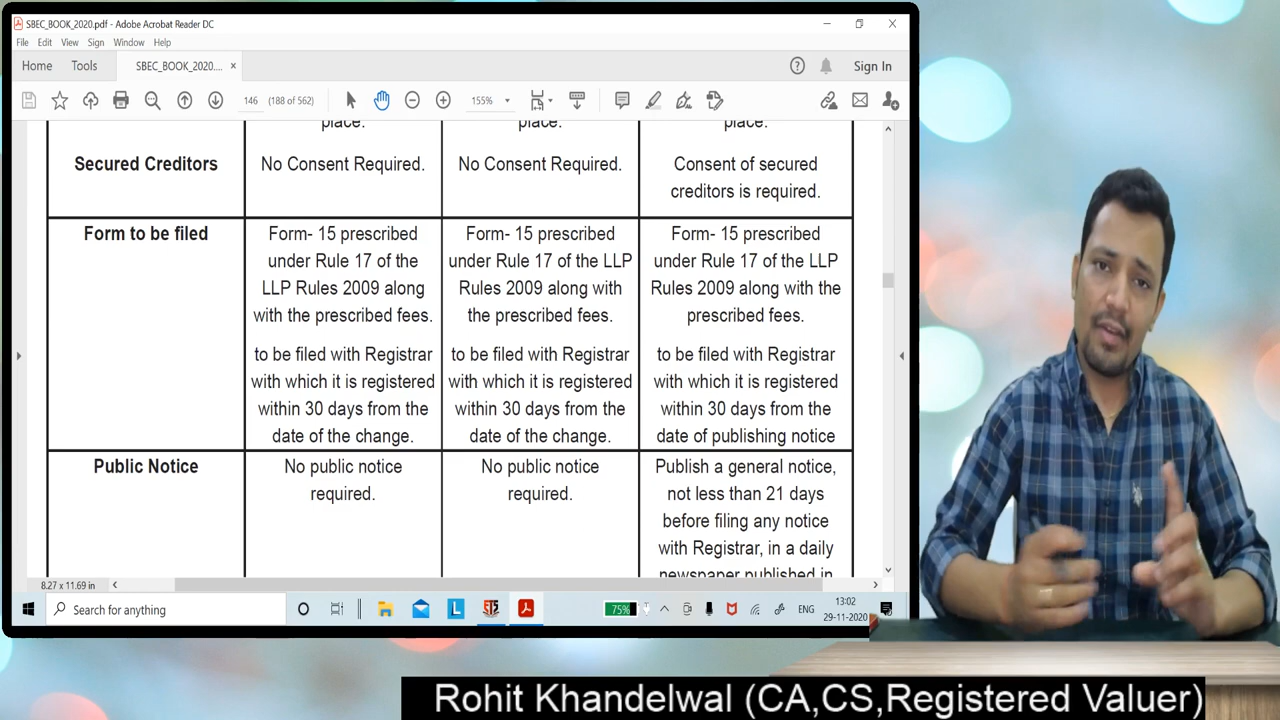 SBEC_BOOK_2020.pdf - Adobe Acrobat Reader DC
File Edit View Sign Window Help
Home Tools SBEC_BOOK_2020.... × Sign In
146 (188 of 562) 155%
place. place. place.
Secured Creditors
No Consent Required.
No Consent Required.
Consent of secured
creditors is required.
Form to be filed
Form- 15 prescribed
under Rule 17 of the
LLP Rules 2009 along
with the prescribed fees.
to be filed with Registrar
with which it is registered
within 30 days from the
date of the change.
Form- 15 prescribed
under Rule 17 of the LLP
Rules 2009 along with
the prescribed fees.
to be filed with Registrar
with which it is registered
within 30 days from the
date of the change.
Form- 15 prescribed
under Rule 17 of the LLP
Rules 2009 along with the
prescribed fees.
to be filed with Registrar
with which it is registered
within 30 days from the
date of publishing notice
Public Notice
No public notice
required.
No public notice
required.
Publish a general notice,
not less than 21 days
before filing any notice
with Registrar, in a daily
newspaper published in
8.27 x 11.69 in
Search for anything
75%
ENG
13:02
29-11-2020
Rohit Khandelwal (CA,CS,Registered Valuer)